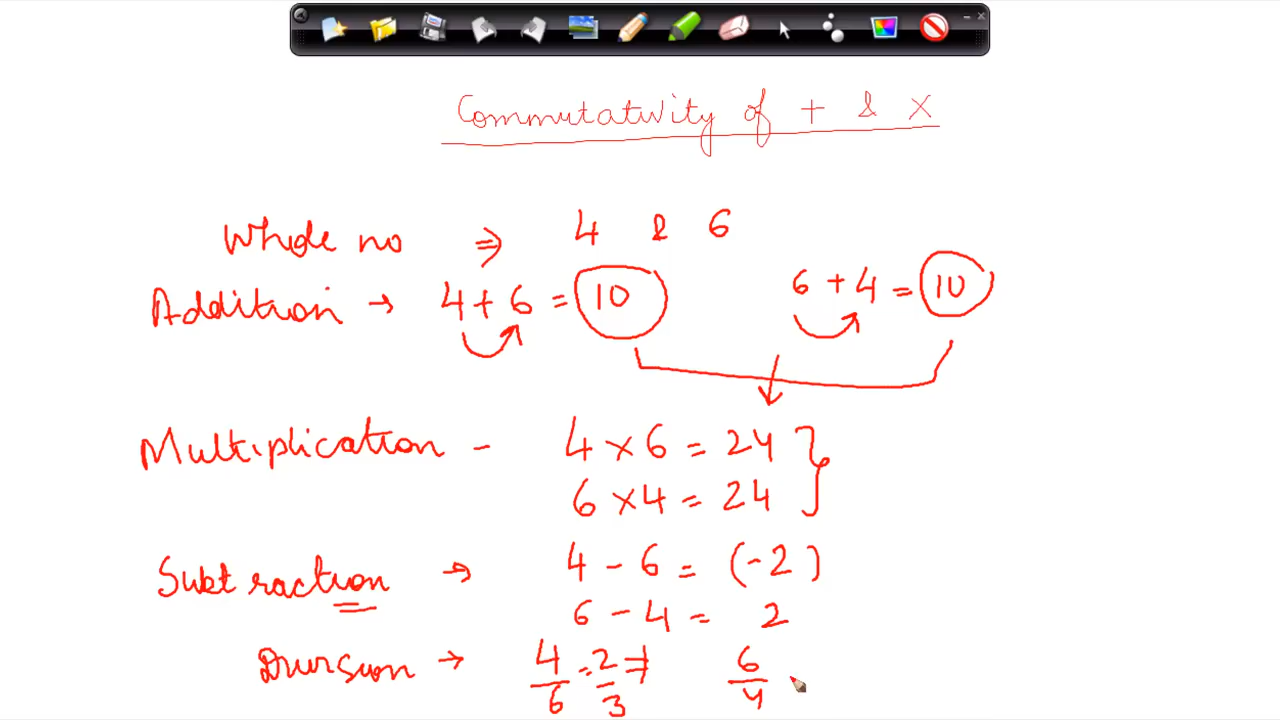 Commutativity of + & ×
Whole no ⇒ 4 & 6
Addition → 4 + 6 = 10 6 + 4 = 10
Multiplication - 4 × 6 = 24
6 × 4 = 24
Subtraction → 4 - 6 = (-2)
6 - 4 = 2
Division → 4/6 = 2/3 ≠ 6/4